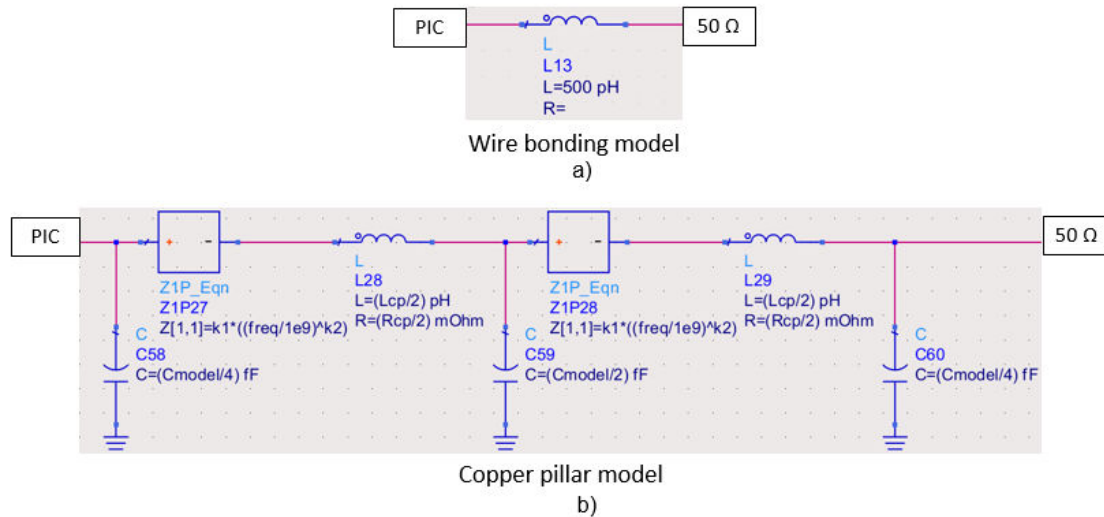 PIC
50 Ω
L
L13
L=500 pH
R=
Wire bonding model
a)
PIC
50 Ω
+ -
+ -
Z1P_Eqn
Z1P27
Z[1,1]=k1*((freq/1e9)^k2)
L
L28
L=(Lcp/2) pH
R=(Rcp/2) mOhm
Z1P_Eqn
Z1P28
Z[1,1]=k1*((freq/1e9)^k2)
L
L29
L=(Lcp/2) pH
R=(Rcp/2) mOhm
C
C58
C=(Cmodel/4) fF
C
C59
C=(Cmodel/2) fF
C
C60
C=(Cmodel/4) fF
Copper pillar model
b)